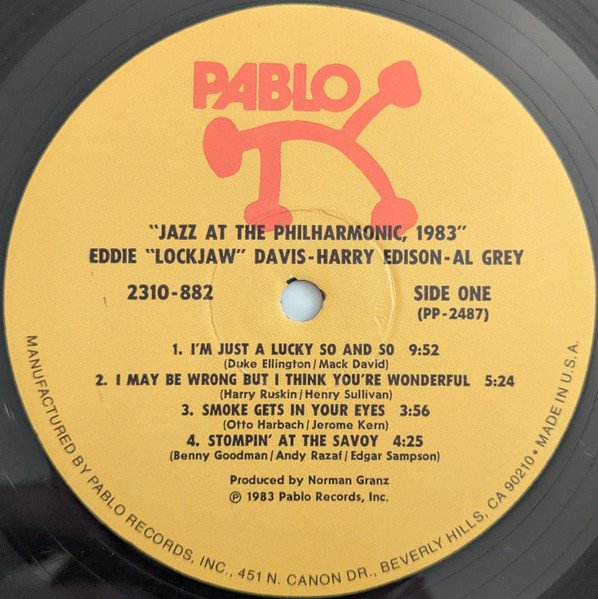 PABLO
"JAZZ AT THE PHILHARMONIC, 1983"
EDDIE "LOCKJAW" DAVIS-HARRY EDISON-AL GREY
2310-882
SIDE ONE
(PP-2487)
1. I'M JUST A LUCKY SO AND SO 9:52
(Duke Ellington/Mack David)
2. I MAY BE WRONG BUT I THINK YOU'RE WONDERFUL 5:24
(Harry Ruskin/Henry Sullivan)
3. SMOKE GETS IN YOUR EYES 3:56
(Otto Harbach/Jerome Kern)
4. STOMPIN' AT THE SAVOY 4:25
(Benny Goodman/Andy Razaf/Edgar Sampson)
Produced by Norman Granz
℗ 1983 Pablo Records, Inc.
MANUFACTURED BY PABLO RECORDS, INC., 451 N. CANON DR., BEVERLY HILLS, CA 90210 • MADE IN U.S.A.